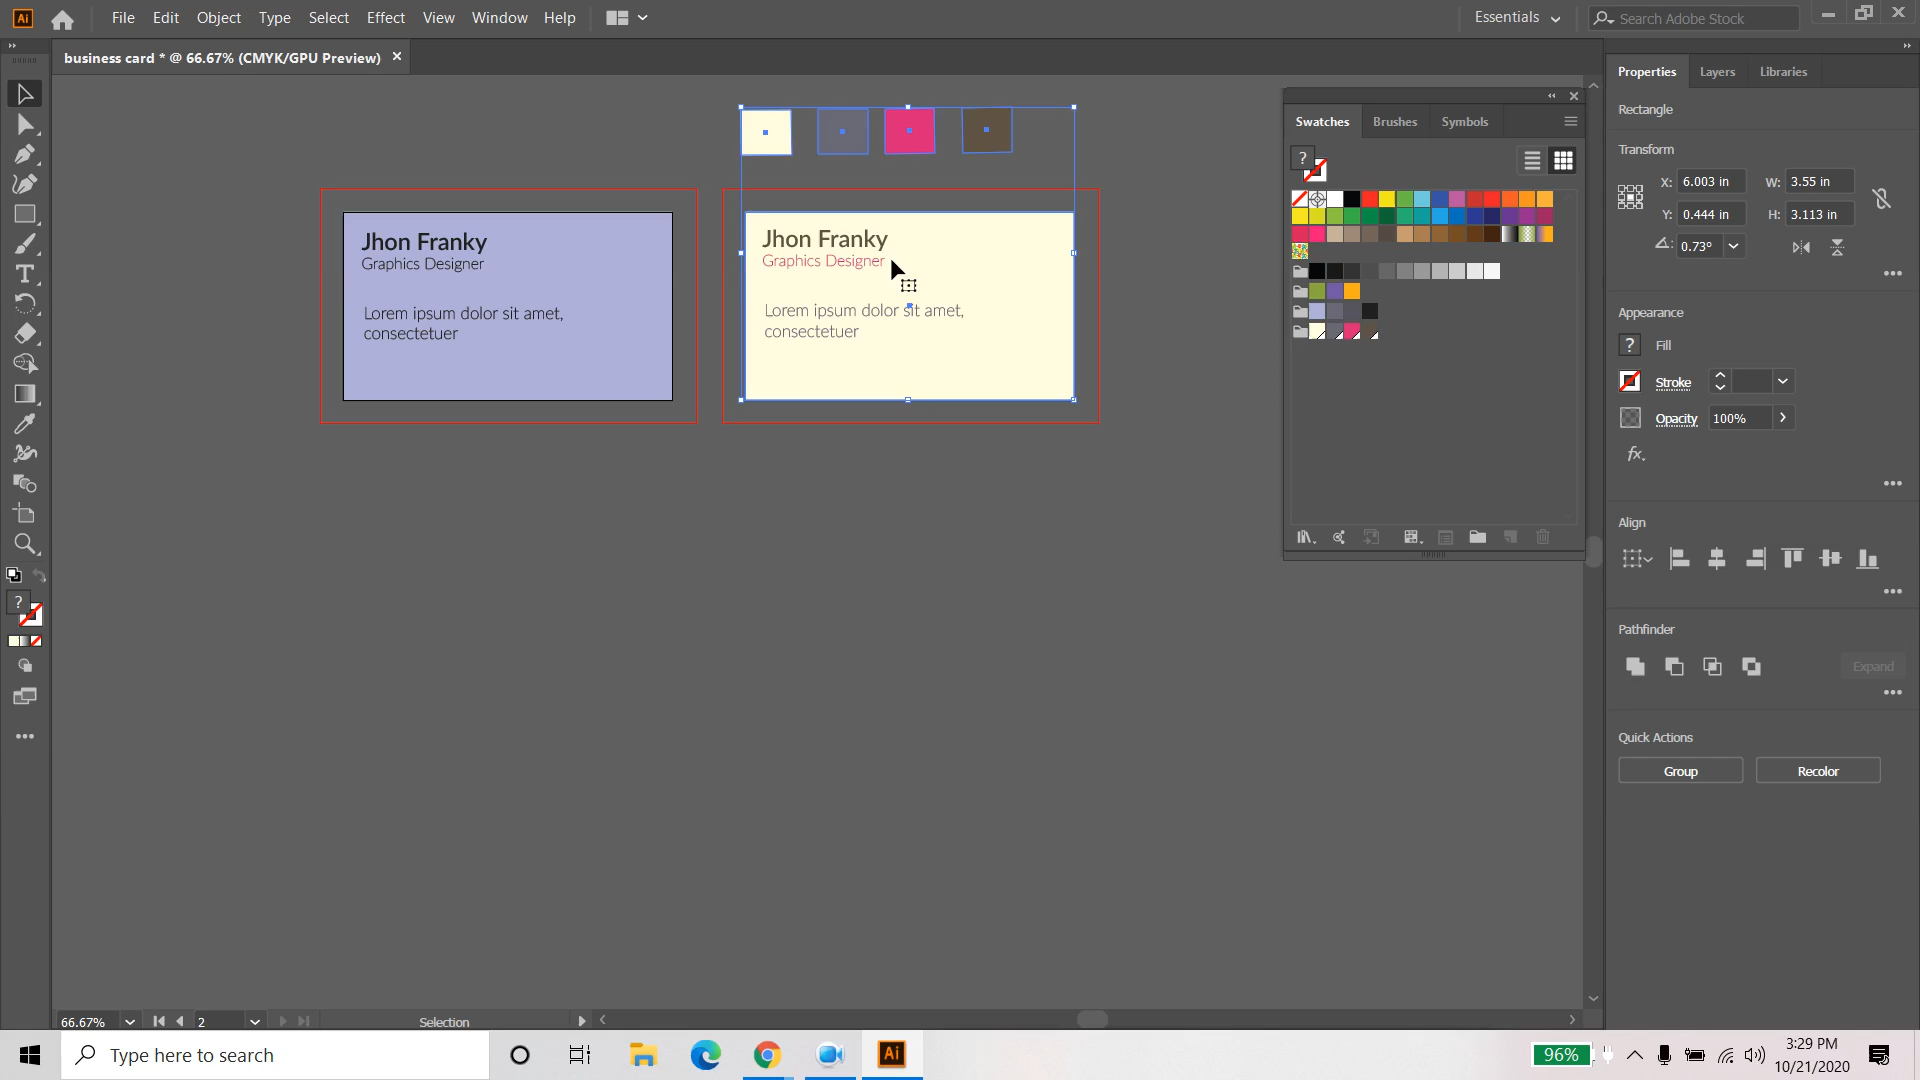 Ai
File Edit Object Type Select Effect View Window Help
Essentials
Search Adobe Stock
business card * @ 66.67% (CMYK/GPU Preview)
Jhon Franky
Graphics Designer
Lorem ipsum dolor sit amet,
consectetuer
Jhon Franky
Graphics Designer
Lorem ipsum dolor sit amet,
consectetuer
Swatches Brushes Symbols
?
Properties Layers Libraries
Rectangle
Transform
X: 6.003 in W: 3.55 in
Y: 0.444 in H: 3.113 in
0.73°
Appearance
? Fill
Stroke
Opacity 100%
fx.
Align
Pathfinder
Expand
Quick Actions
Group Recolor
?
66.67% 2 Selection
Type here to search
Ai
96%
3:29 PM
10/21/2020